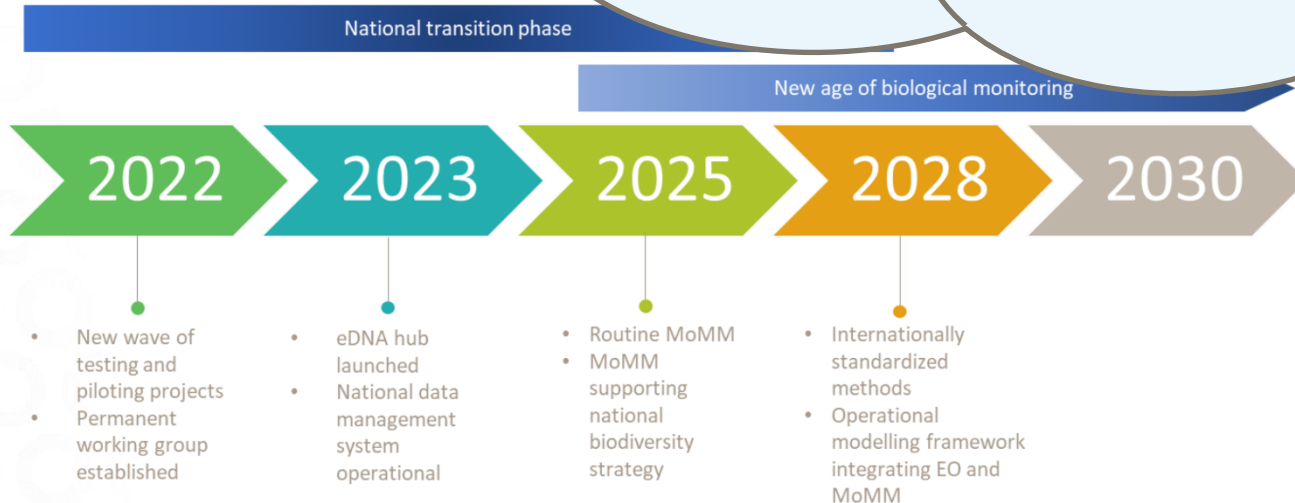 National transition phase
New age of biological monitoring
2022
2023
2025
2028
2030
• New wave of
testing and
piloting projects
• Permanent
working group
established
• eDNA hub
launched
• National data
management
system
operational
• Routine MoMM
• MoMM
supporting
national
biodiversity
strategy
• Internationally
standardized
methods
• Operational
modelling framework
integrating EO and
MoMM